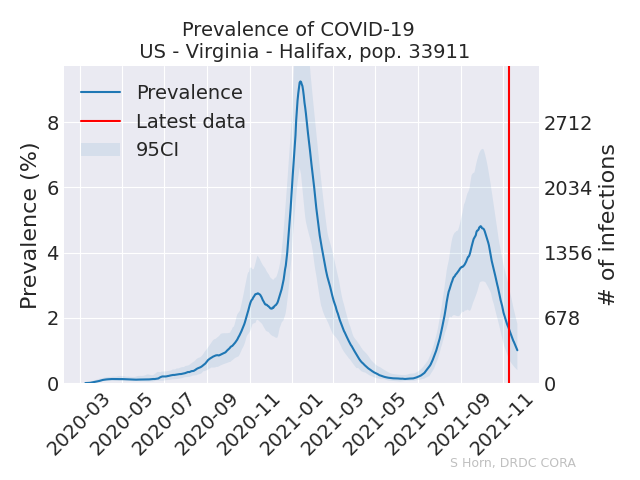 Prevalence of COVID-19
US - Virginia - Halifax, pop. 33911
Prevalence
Latest data
95CI
Prevalence (%)
8
6
4
2
0
2712
2034
1356
678
0
# of infections
2020-03
2020-05
2020-07
2020-09
2020-11
2021-01
2021-03
2021-05
2021-07
2021-09
2021-11
S Horn, DRDC CORA